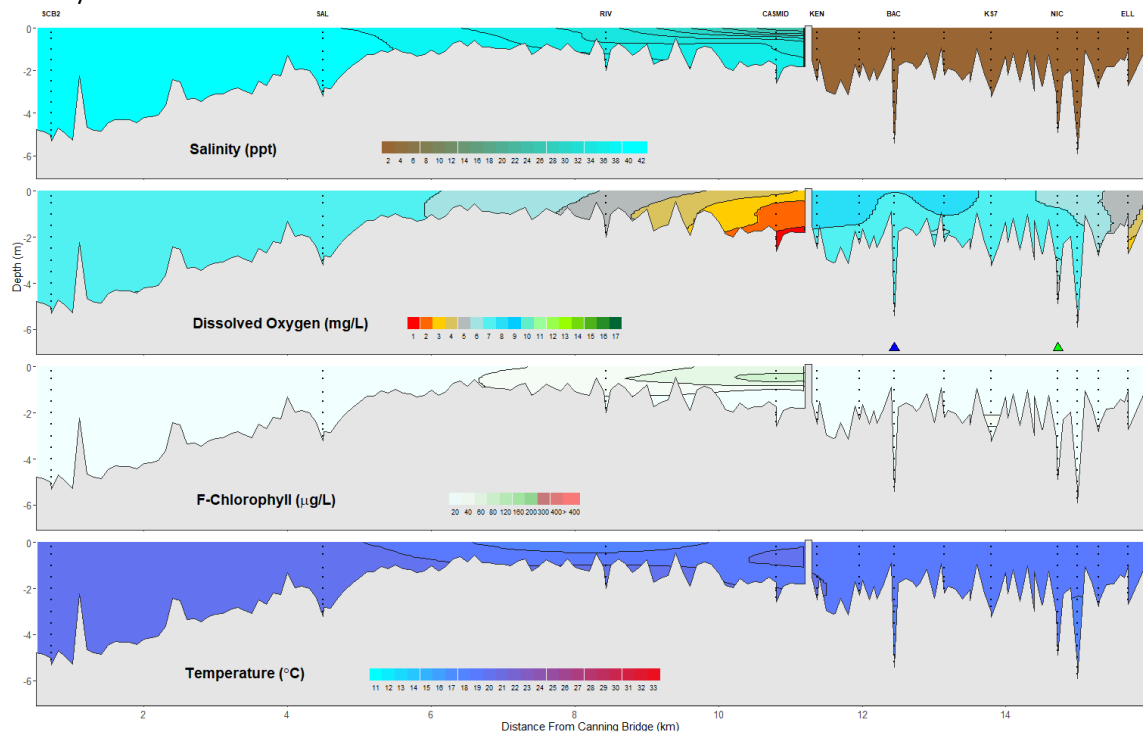 SCB2 SAL RIV CASMID KEN BAC KS7 NIC ELL
0
-2
-4
-6
Salinity (ppt)
2 4 6 8 10 12 14 16 18 20 22 24 26 28 30 32 34 36 38 40 42
0
-2
-4
-6
Depth (m)
Dissolved Oxygen (mg/L)
1 2 3 4 5 6 7 8 9 10 11 12 13 14 15 16 17
0
-2
-4
-6
F-Chlorophyll (μg/L)
20 40 60 80 120 160 200 300 400 > 400
0
-2
-4
-6
Temperature (°C)
11 12 13 14 15 16 17 18 19 20 21 22 23 24 25 26 27 28 29 30 31 32 33
2 4 6 8 10 12 14
Distance From Canning Bridge (km)